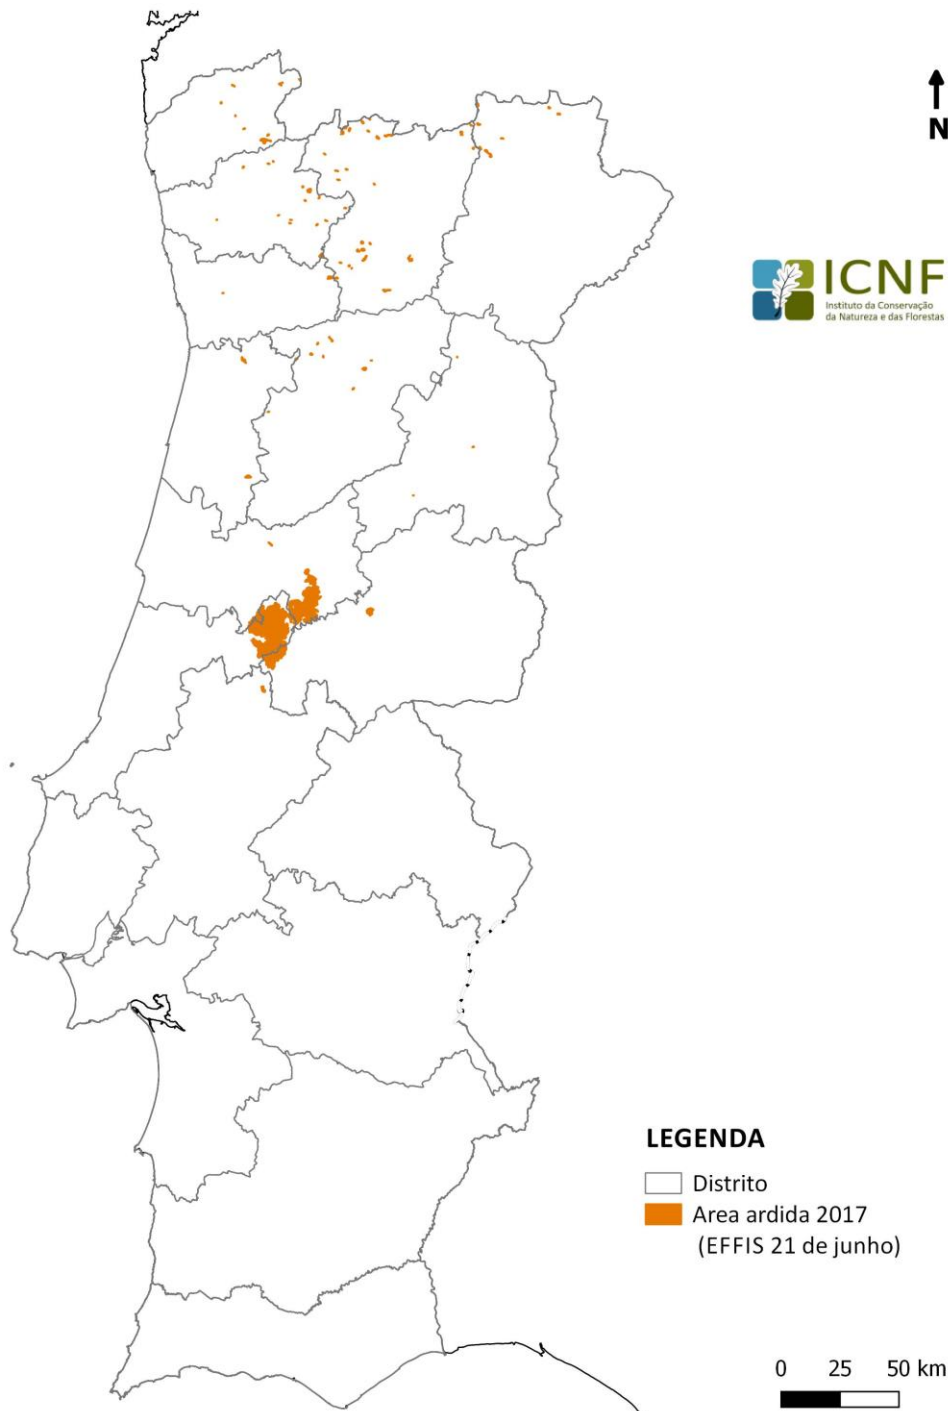 N
ICNF
Instituto da Conservação
da Natureza e das Florestas
LEGENDA
Distrito
Area ardida 2017
(EFFIS 21 de junho)
0 25 50 km